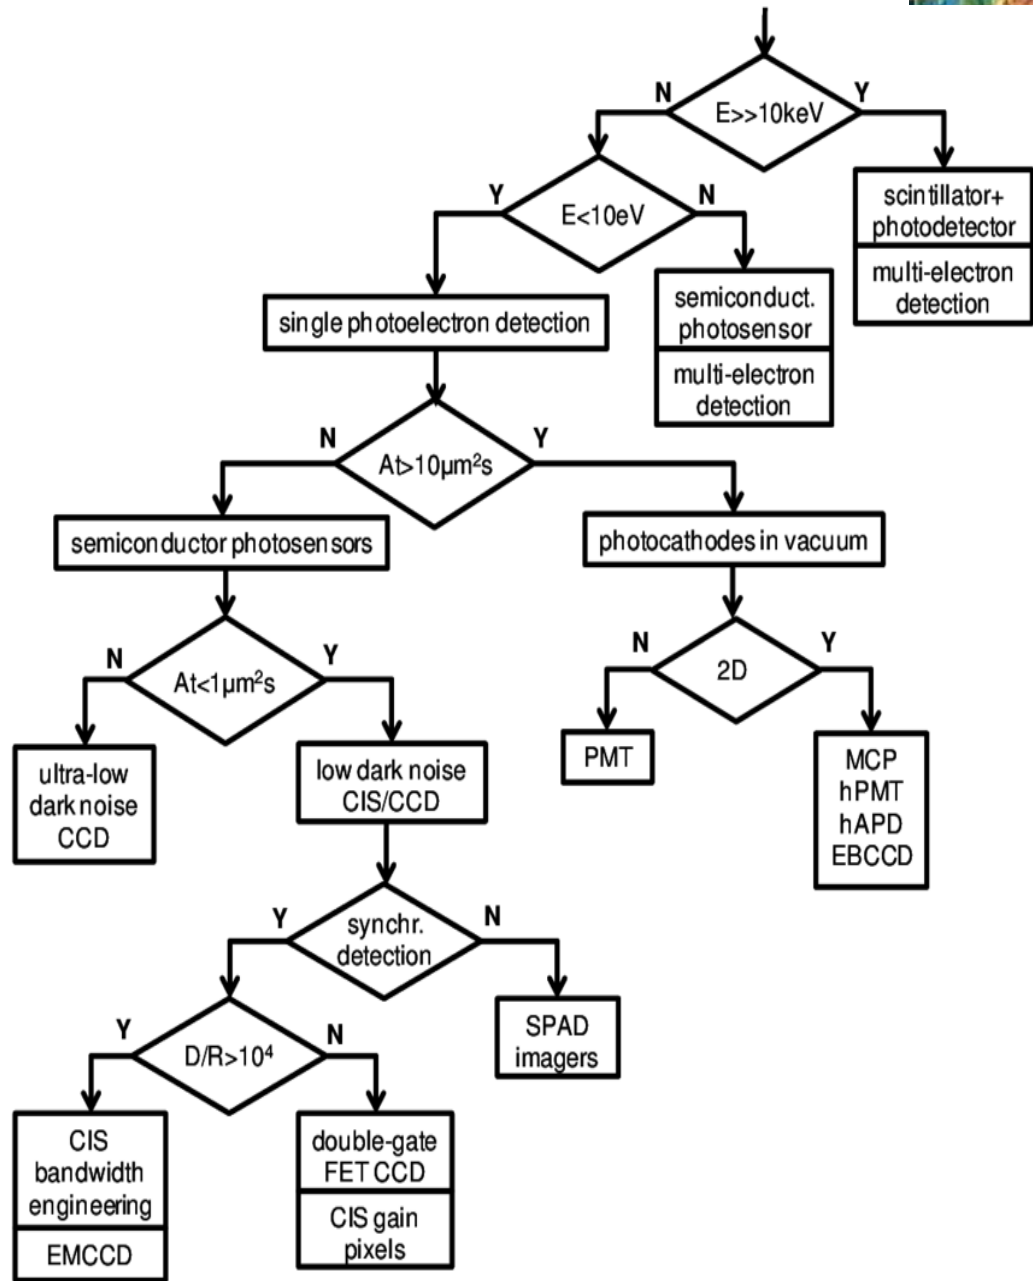 N
Y
E>>10keV
Y
N
E<10eV
scintillator+
photodetector
multi-electron
detection
single photoelectron detection
semiconduct.
photosensor
multi-electron
detection
N
Y
At>10µm²s
semiconductor photosensors
photocathodes in vacuum
N
Y
At<1µm²s
N
Y
2D
ultra-low
dark noise
CCD
low dark noise
CIS/CCD
PMT
MCP
hPMT
hAPD
EBCCD
Y
N
synchr.
detection
SPAD
imagers
Y
N
D/R>10⁴
CIS
bandwidth
engineering
EMCCD
double-gate
FET CCD
CIS gain
pixels